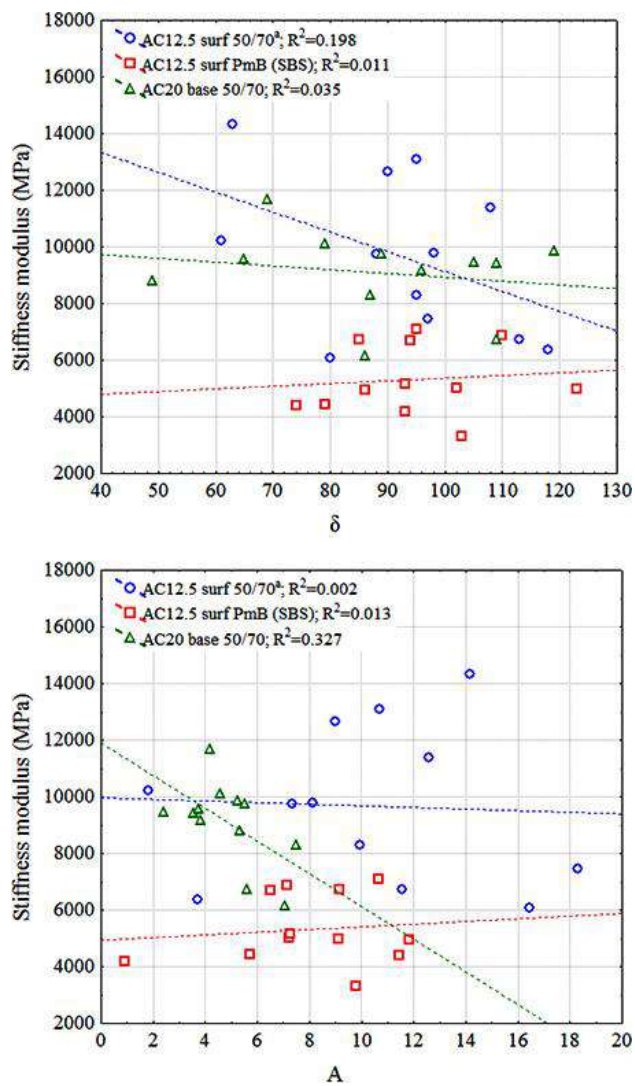 18000
AC12.5 surf 50/70ª; R²=0.198
AC12.5 surf PmB (SBS); R²=0.011
16000
AC20 base 50/70; R²=0.035
14000
12000
10000
8000
6000
4000
2000
Stiffness modulus (MPa)
40 50 60 70 80 90 100 110 120 130
δ
18000
AC12.5 surf 50/70ª; R²=0.002
AC12.5 surf PmB (SBS); R²=0.013
16000
AC20 base 50/70; R²=0.327
14000
12000
10000
8000
6000
4000
2000
Stiffness modulus (MPa)
0 2 4 6 8 10 12 14 16 18 20
A